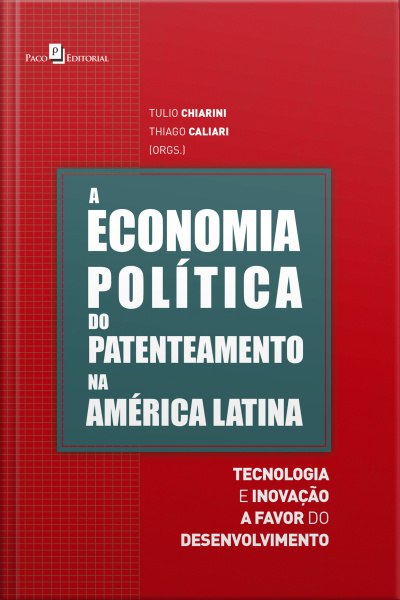 PACO EDITORIAL
TULIO CHIARINI
THIAGO CALIARI
(ORGS.)
A
ECONOMIA
POLÍTICA
DO
PATENTEAMENTO
NA
AMÉRICA LATINA
TECNOLOGIA
E INOVAÇÃO
A FAVOR DO
DESENVOLVIMENTO